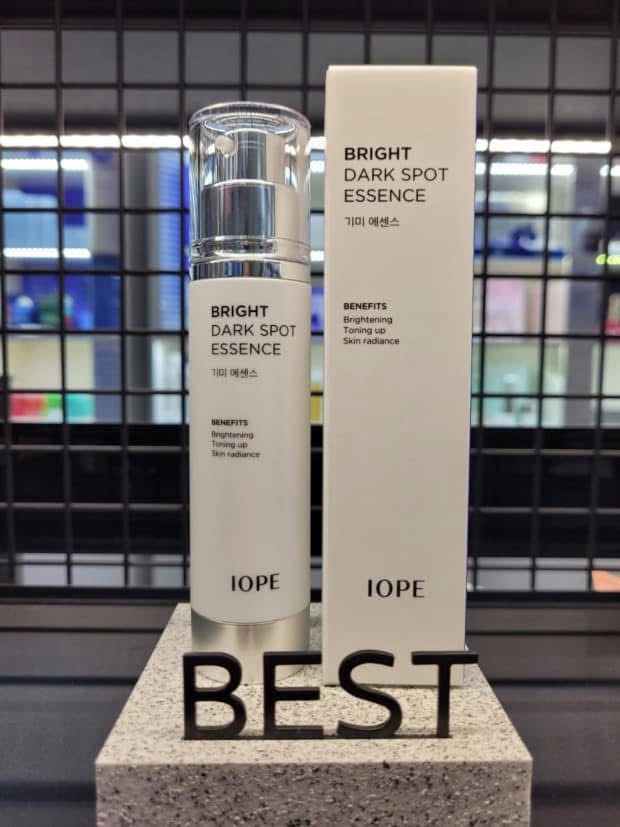 BRIGHT
DARK SPOT
ESSENCE
기미 에센스
BENEFITS
Brightening
Toning up
Skin radiance
IOPE
BRIGHT
DARK SPOT
ESSENCE
기미 에센스
BENEFITS
Brightening
Toning up
Skin radiance
IOPE
BEST